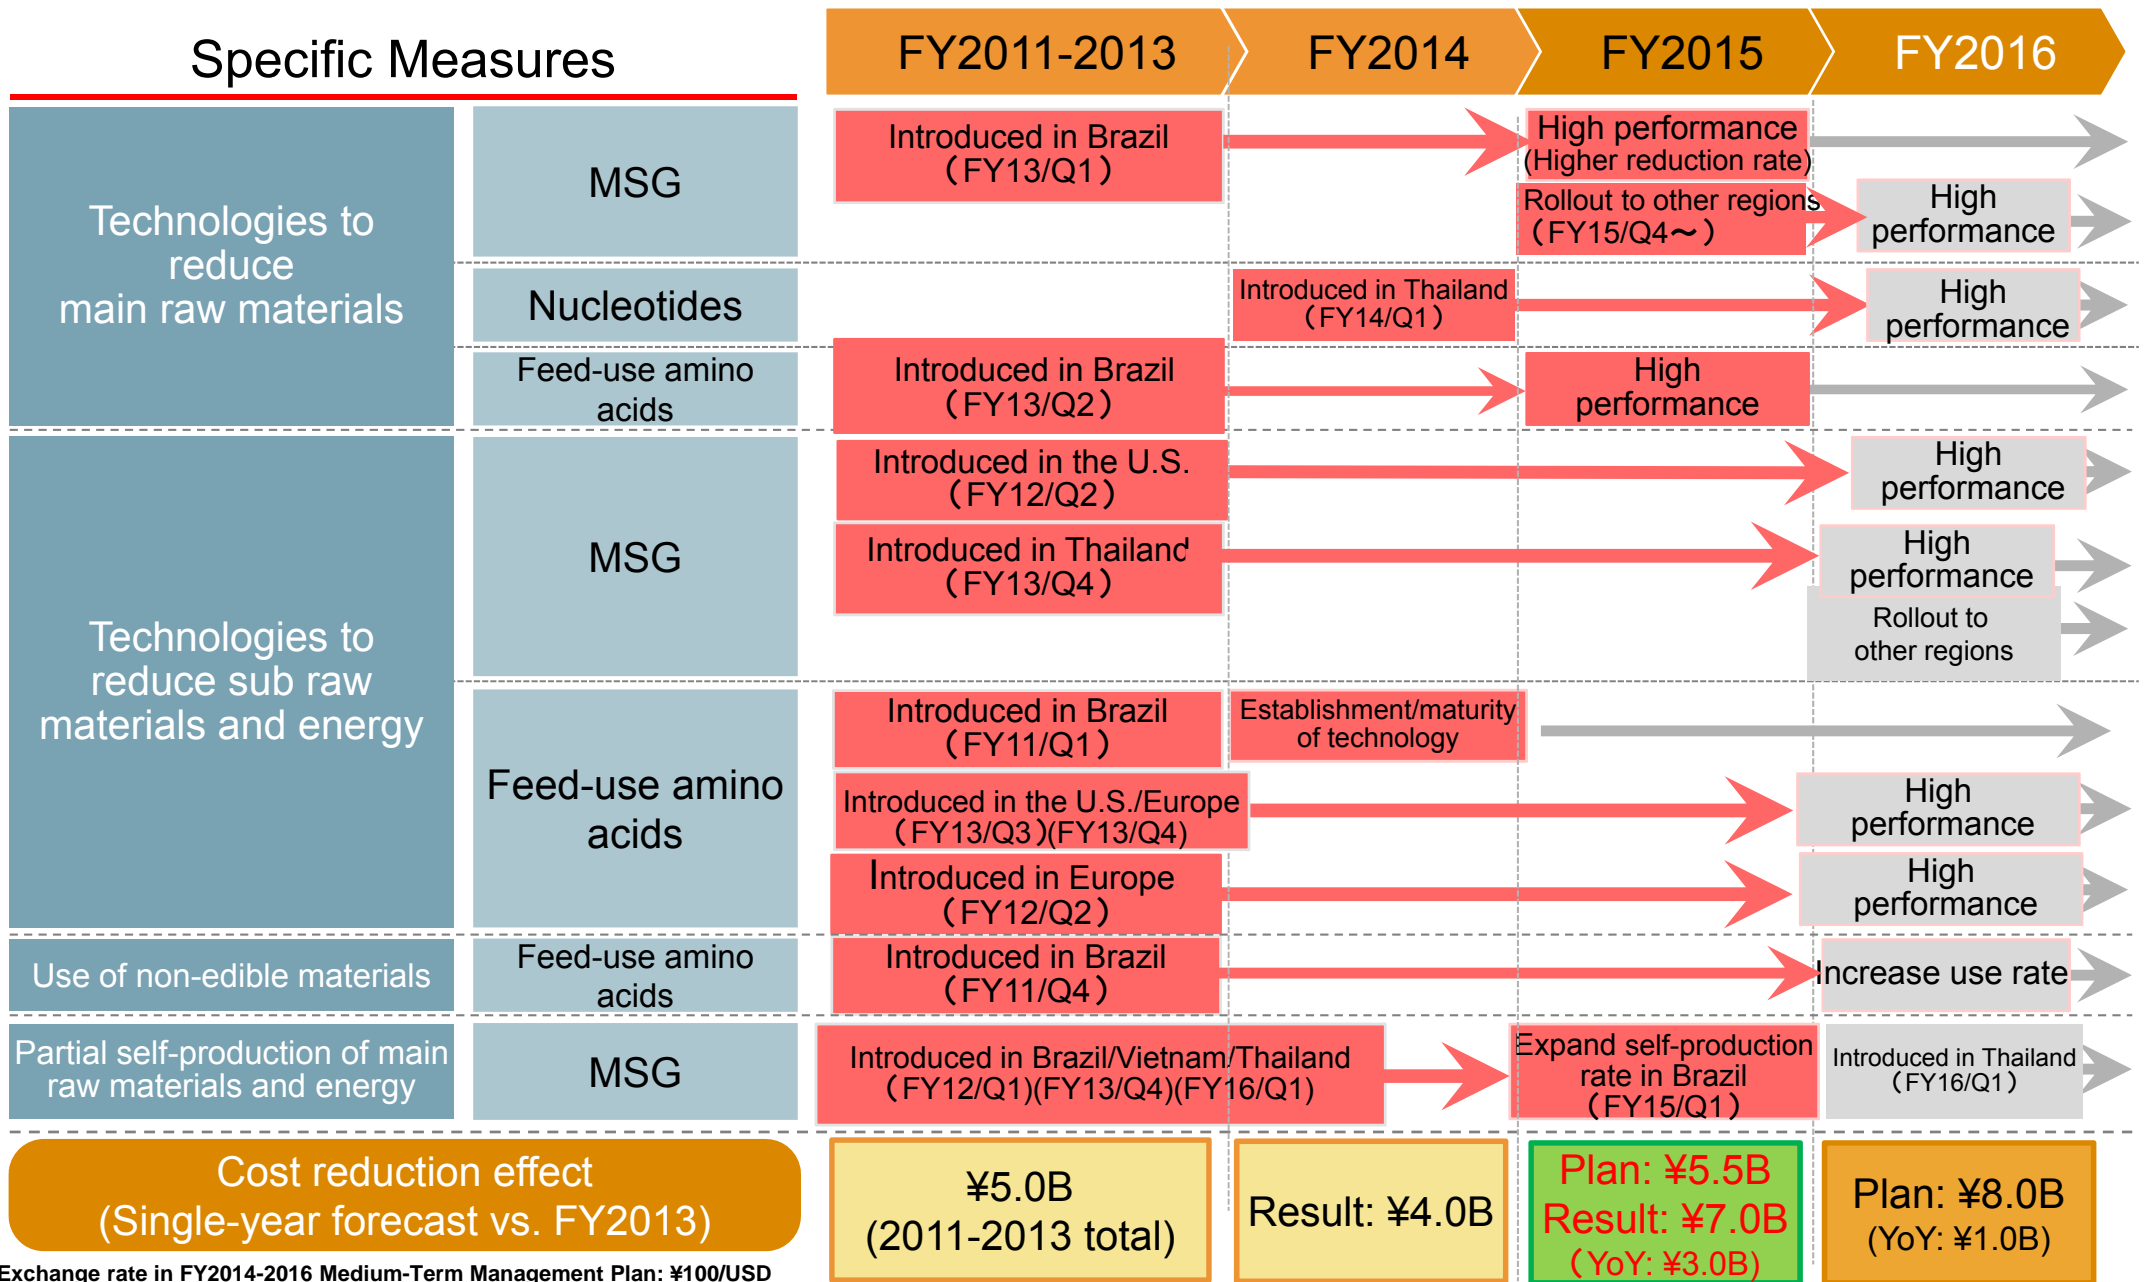 Specific Measures
FY2011-2013
FY2014
FY2015
FY2016
Technologies to
reduce
main raw materials
MSG
Introduced in Brazil
（FY13/Q1）
High performance
(Higher reduction rate)
Rollout to other regions
（FY15/Q4〜）
High
performance
Nucleotides
Introduced in Thailand
（FY14/Q1）
High
performance
Feed-use amino
acids
Introduced in Brazil
（FY13/Q2）
High
performance
Technologies to
reduce sub raw
materials and energy
MSG
Introduced in the U.S.
（FY12/Q2）
High
performance
Introduced in Thailand
（FY13/Q4）
High
performance
Rollout to
other regions
Feed-use amino
acids
Introduced in Brazil
（FY11/Q1）
Establishment/maturity
of technology
Introduced in the U.S./Europe
（FY13/Q3）(FY13/Q4)
High
performance
Introduced in Europe
（FY12/Q2）
High
performance
Use of non-edible materials
Feed-use amino
acids
Introduced in Brazil
（FY11/Q4）
Increase use rate
Partial self-production of main
raw materials and energy
MSG
Introduced in Brazil/Vietnam/Thailand
（FY12/Q1)(FY13/Q4)(FY16/Q1）
Expand self-production
rate in Brazil
（FY15/Q1）
Introduced in Thailand
（FY16/Q1）
Cost reduction effect
(Single-year forecast vs. FY2013)
¥5.0B
(2011-2013 total)
Result: ¥4.0B
Plan: ¥5.5B
Result: ¥7.0B
（YoY: ¥3.0B）
Plan: ¥8.0B
(YoY: ¥1.0B)
Exchange rate in FY2014-2016 Medium-Term Management Plan: ¥100/USD